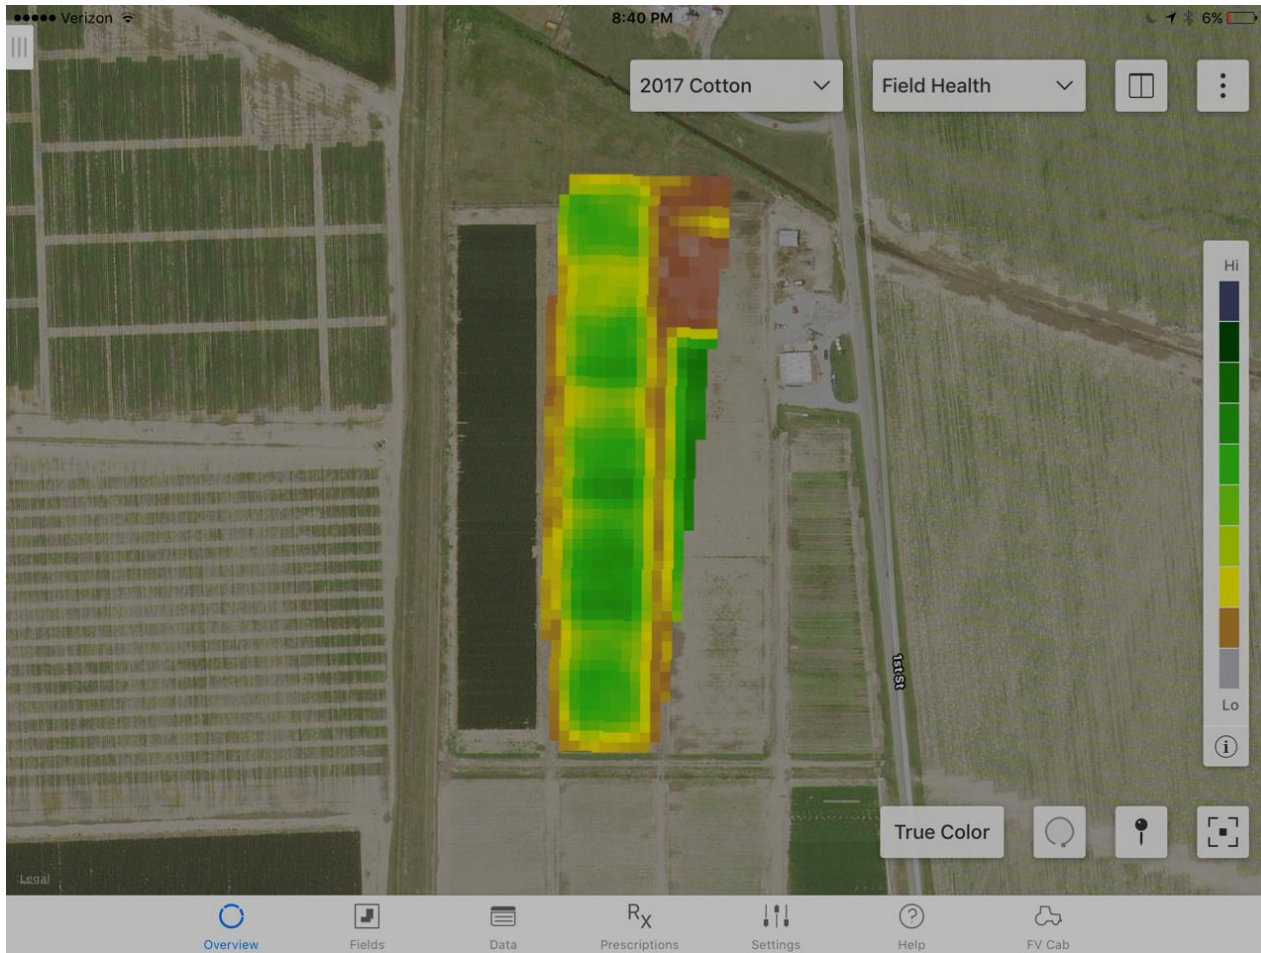 Verizon 8:40 PM 6%
2017 Cotton Field Health
Hi
1st St
Lo
True Color
Legal
Overview Fields Data Prescriptions Settings Help FV Cab
Rx